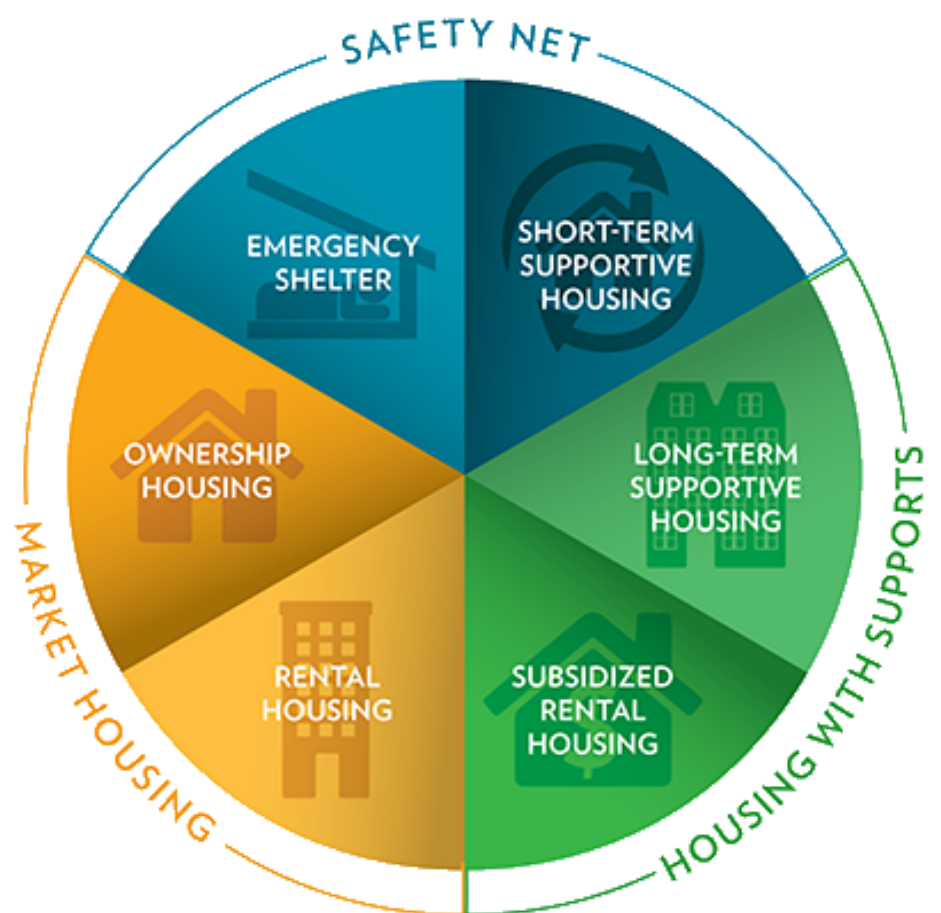 SAFETY NET
EMERGENCY
SHELTER
SHORT-TERM
SUPPORTIVE
HOUSING
OWNERSHIP
HOUSING
LONG-TERM
SUPPORTIVE
HOUSING
RENTAL
HOUSING
SUBSIDIZED
RENTAL
HOUSING
$
MARKET HOUSING
HOUSING WITH SUPPORTS